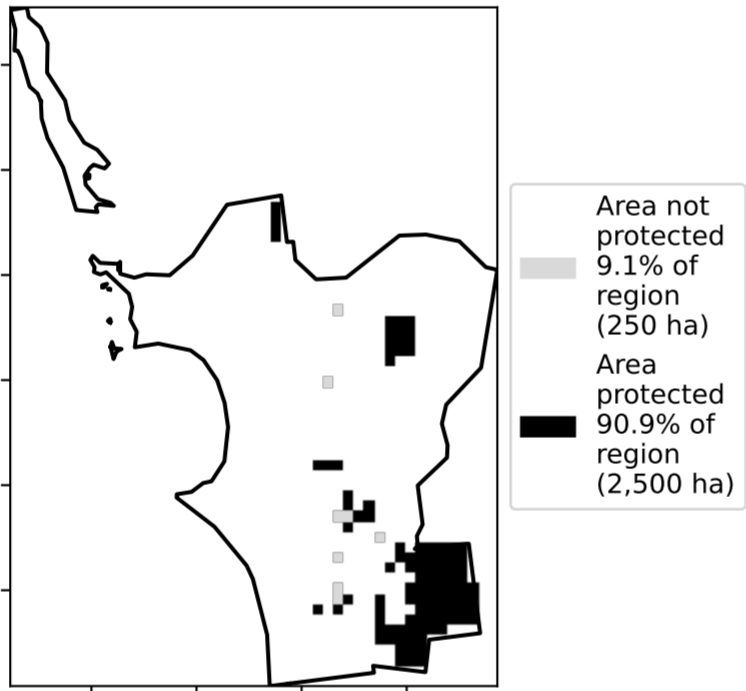 Area not
protected
9.1% of
region
(250 ha)
Area
protected
90.9% of
region
(2,500 ha)